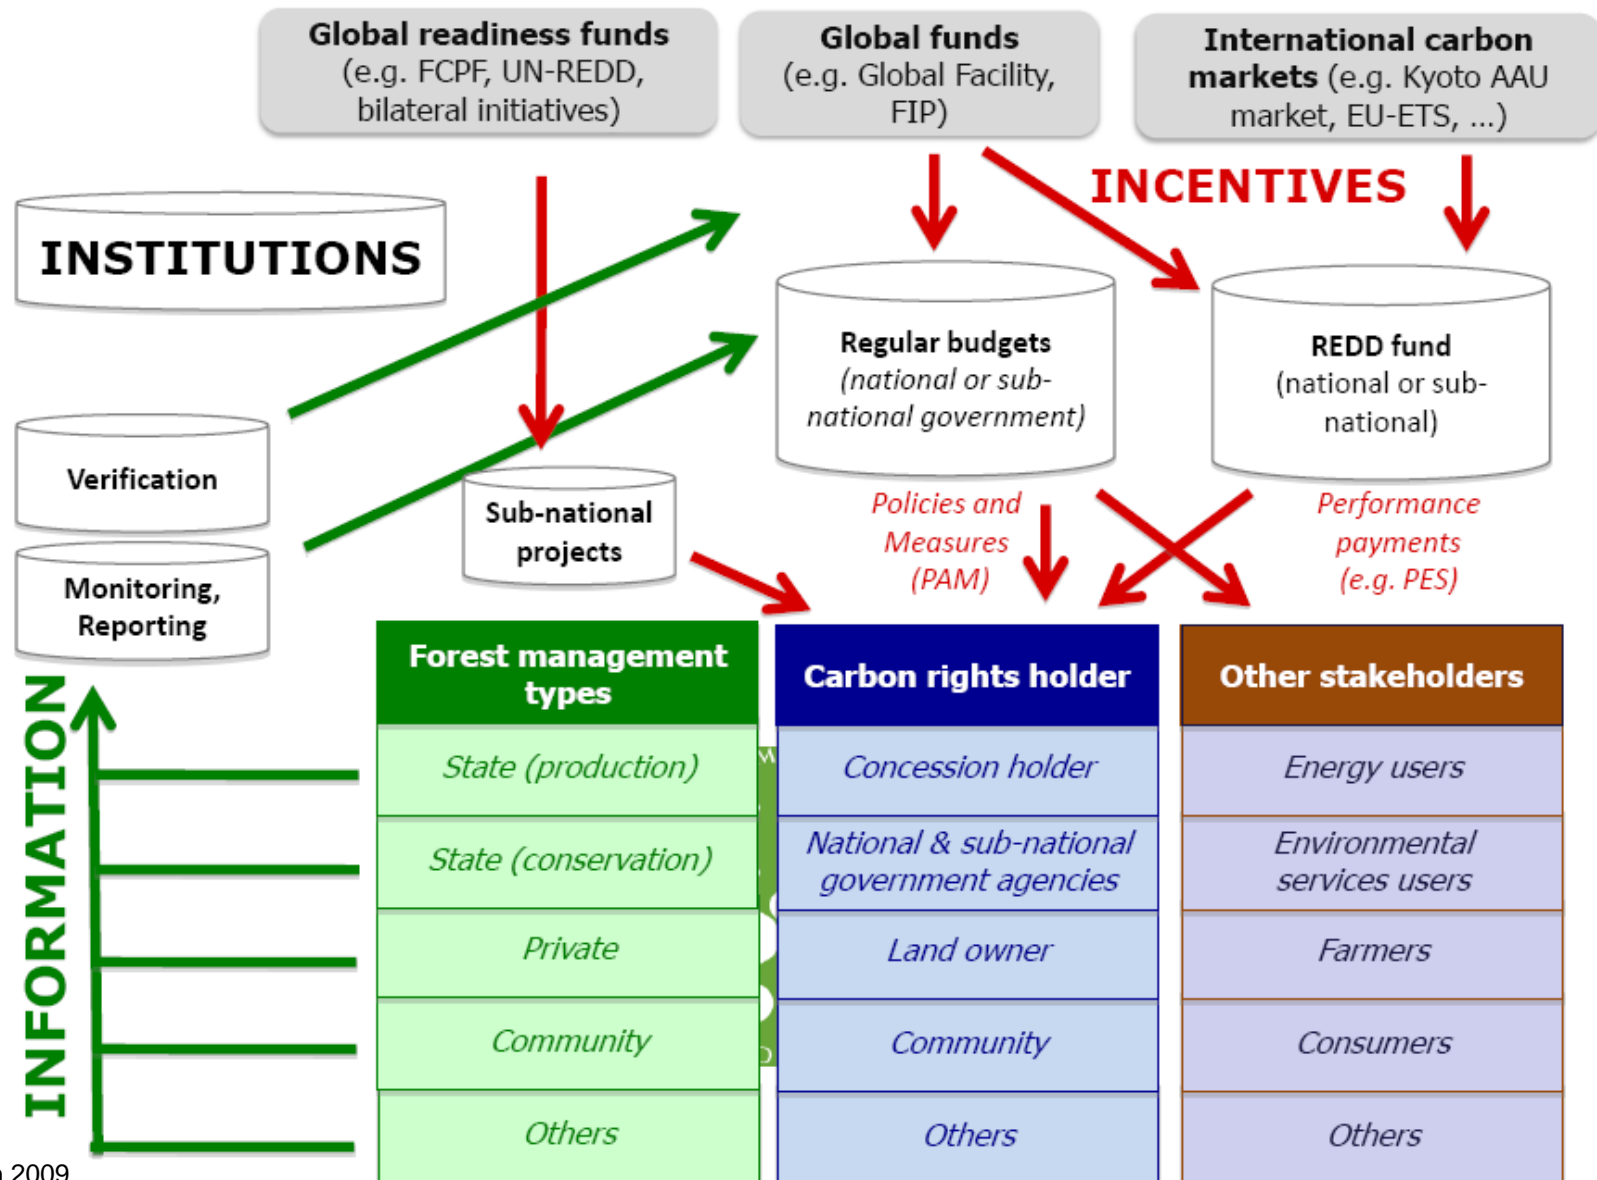 Global readiness funds
(e.g. FCPF, UN-REDD,
bilateral initiatives)
Global funds
(e.g. Global Facility,
FIP)
International carbon
markets (e.g. Kyoto AAU
market, EU-ETS, ...)
INCENTIVES
INSTITUTIONS
Regular budgets
(national or sub-
national government)
REDD fund
(national or sub-
national)
Verification
Monitoring,
Reporting
Sub-national
projects
Policies and
Measures
(PAM)
Performance
payments
(e.g. PES)
INFORMATION
Forest management
types
State (production)
State (conservation)
Private
Community
Others
Carbon rights holder
Concession holder
National & sub-national
government agencies
Land owner
Community
Others
Other stakeholders
Energy users
Environmental
services users
Farmers
Consumers
Others
2009